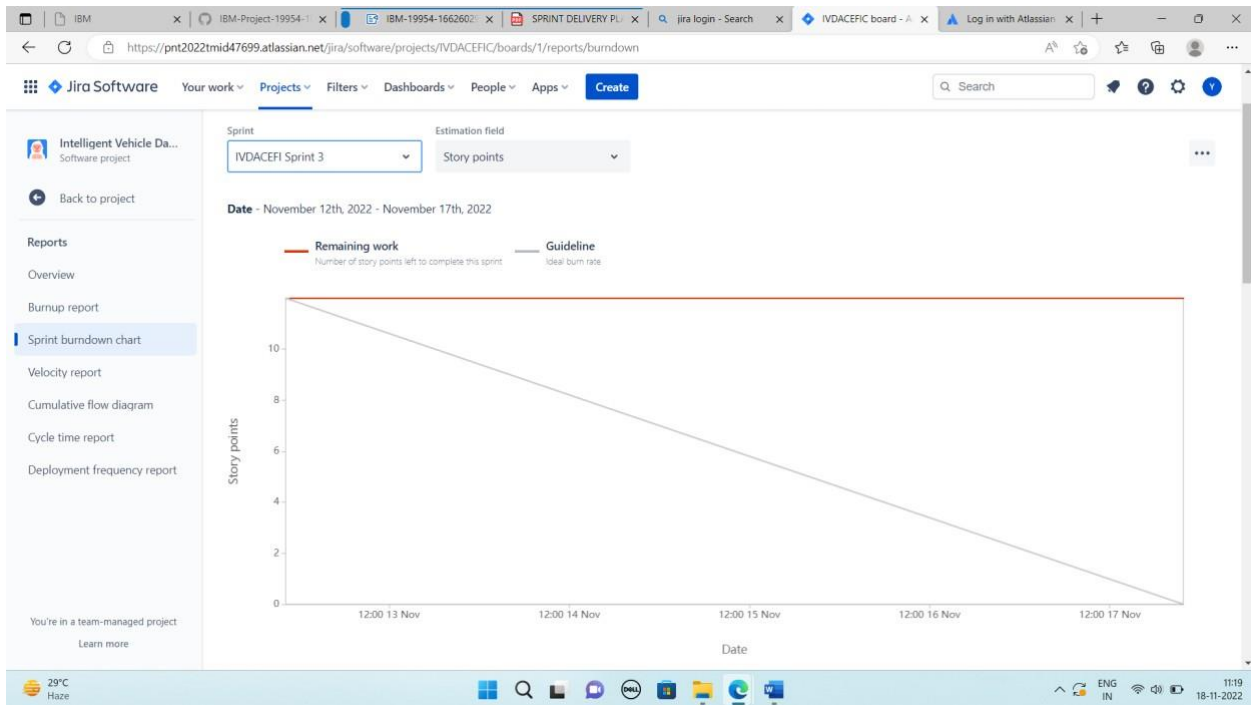 IBM
IBM-Project-19954-1
IBM-19954-1662602
SPRINT DELIVERY PL
jira login - Search
IVDACEFIC board - A
Log in with Atlassian
https://pnt2022tmid47699.atlassian.net/jira/software/projects/IVDACEFIC/boards/1/reports/burndown
Jira Software Your work Projects Filters Dashboards People Apps Create Search Y
Intelligent Vehicle Da...
Software project
Back to project
Reports
Overview
Burnup report
Sprint burndown chart
Velocity report
Cumulative flow diagram
Cycle time report
Deployment frequency report
You're in a team-managed project
Learn more
Sprint Estimation field
IVDACEFI Sprint 3 Story points
Date - November 12th, 2022 - November 17th, 2022
Remaining work Guideline
Number of story points left to complete this sprint Ideal burn rate
10
8
6
4
2
0
Story points
12:00 13 Nov 12:00 14 Nov 12:00 15 Nov 12:00 16 Nov 12:00 17 Nov
Date
29°C
Haze
DELL
ENG
IN
11:19
18-11-2022